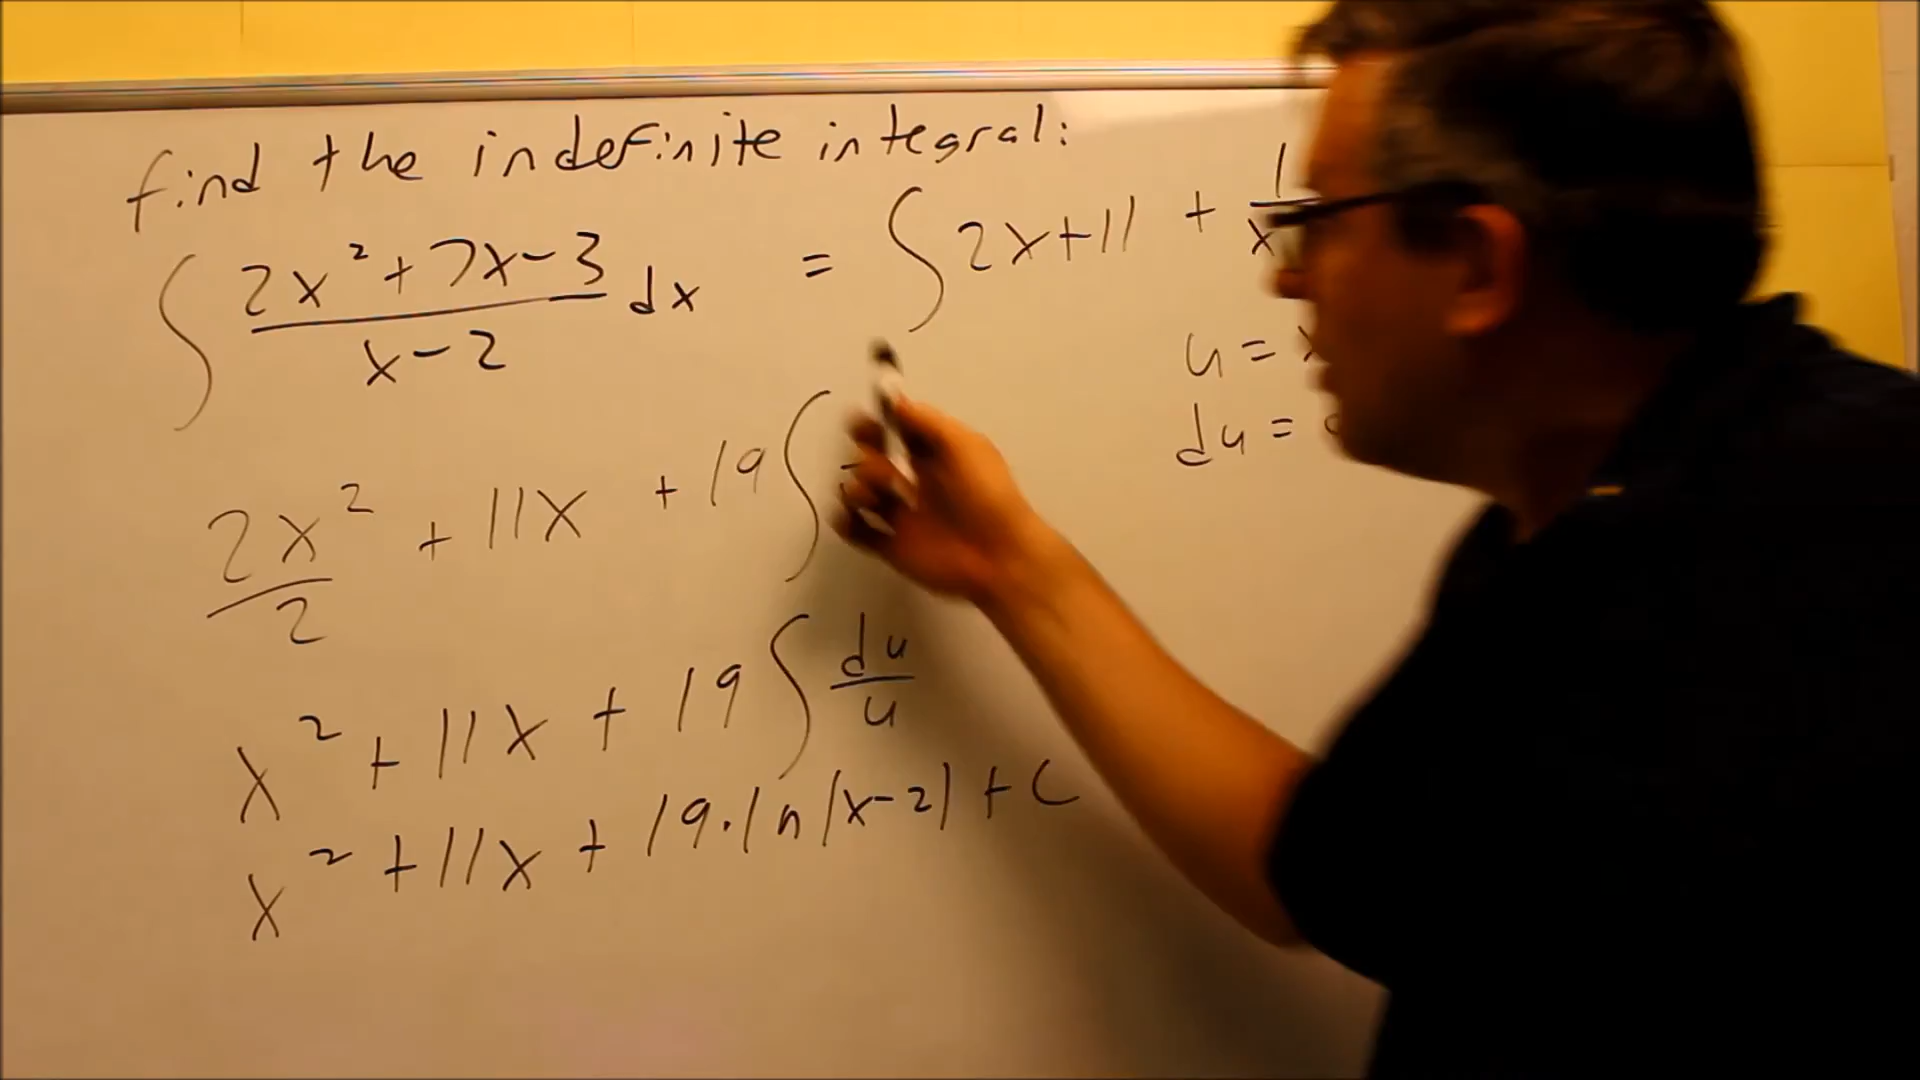 find the indefinite integral:
∫ (2x² + 7x - 3)/(x - 2) dx = ∫ 2x + 11 + 1 x
u =
du =
2x²/2 + 11x + 19 ∫
x² + 11x + 19 ∫ du/u
x² + 11x + 19 · ln |x - 2| + C